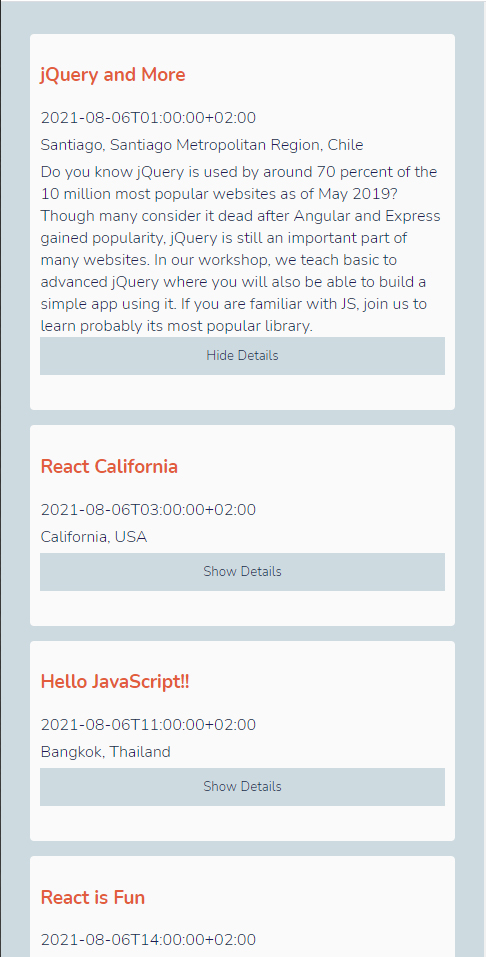 jQuery and More
2021-08-06T01:00:00+02:00
Santiago, Santiago Metropolitan Region, Chile
Do you know jQuery is used by around 70 percent of the
10 million most popular websites as of May 2019?
Though many consider it dead after Angular and Express
gained popularity, jQuery is still an important part of
many websites. In our workshop, we teach basic to
advanced jQuery where you will also be able to build a
simple app using it. If you are familiar with JS, join us to
learn probably its most popular library.
Hide Details
React California
2021-08-06T03:00:00+02:00
California, USA
Show Details
Hello JavaScript!!
2021-08-06T11:00:00+02:00
Bangkok, Thailand
Show Details
React is Fun
2021-08-06T14:00:00+02:00